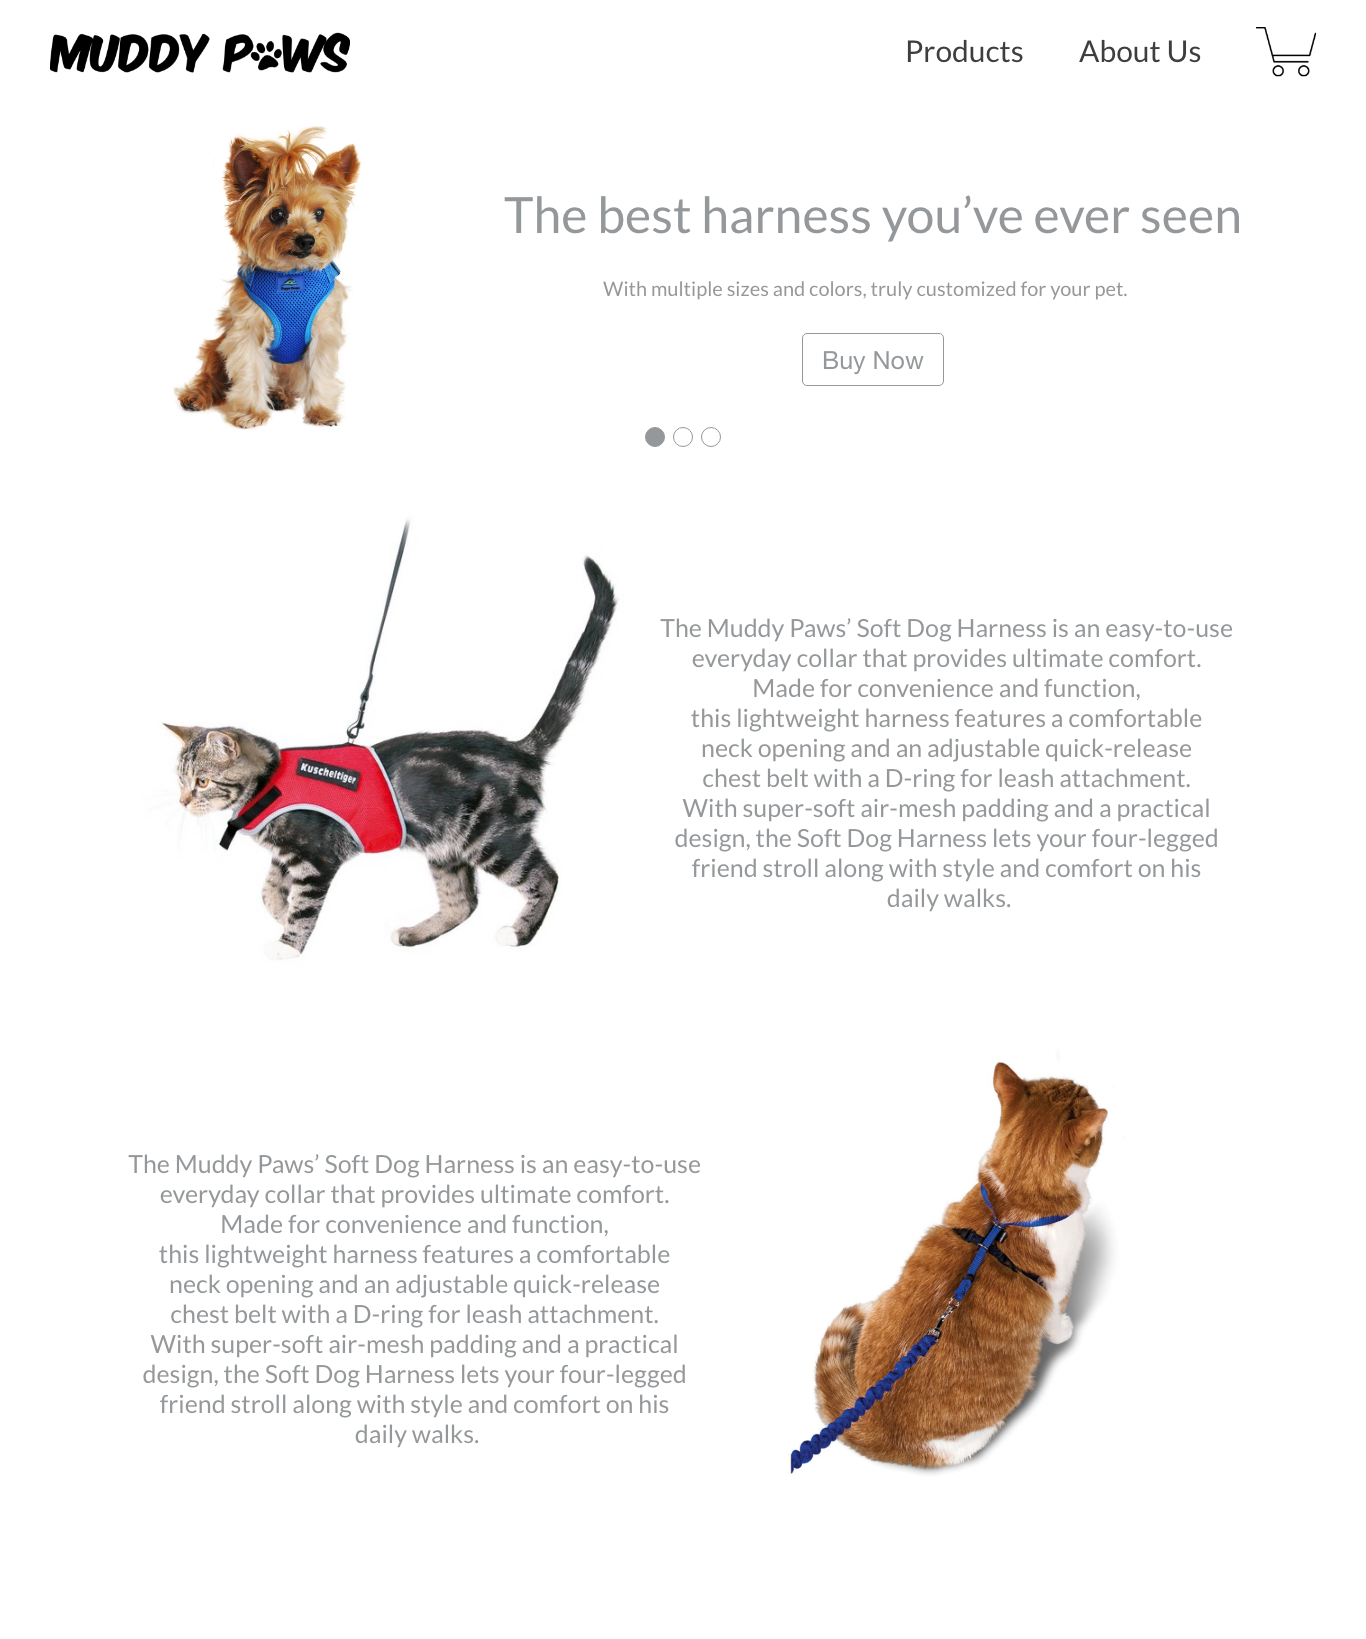 MUDDY PAWS
Products
About Us
The best harness you’ve ever seen
With multiple sizes and colors, truly customized for your pet.
Buy Now
Kuscheltiger
The Muddy Paws’ Soft Dog Harness is an easy-to-use
everyday collar that provides ultimate comfort.
Made for convenience and function,
this lightweight harness features a comfortable
neck opening and an adjustable quick-release
chest belt with a D-ring for leash attachment.
With super-soft air-mesh padding and a practical
design, the Soft Dog Harness lets your four-legged
friend stroll along with style and comfort on his
daily walks.
The Muddy Paws’ Soft Dog Harness is an easy-to-use
everyday collar that provides ultimate comfort.
Made for convenience and function,
this lightweight harness features a comfortable
neck opening and an adjustable quick-release
chest belt with a D-ring for leash attachment.
With super-soft air-mesh padding and a practical
design, the Soft Dog Harness lets your four-legged
friend stroll along with style and comfort on his
daily walks.